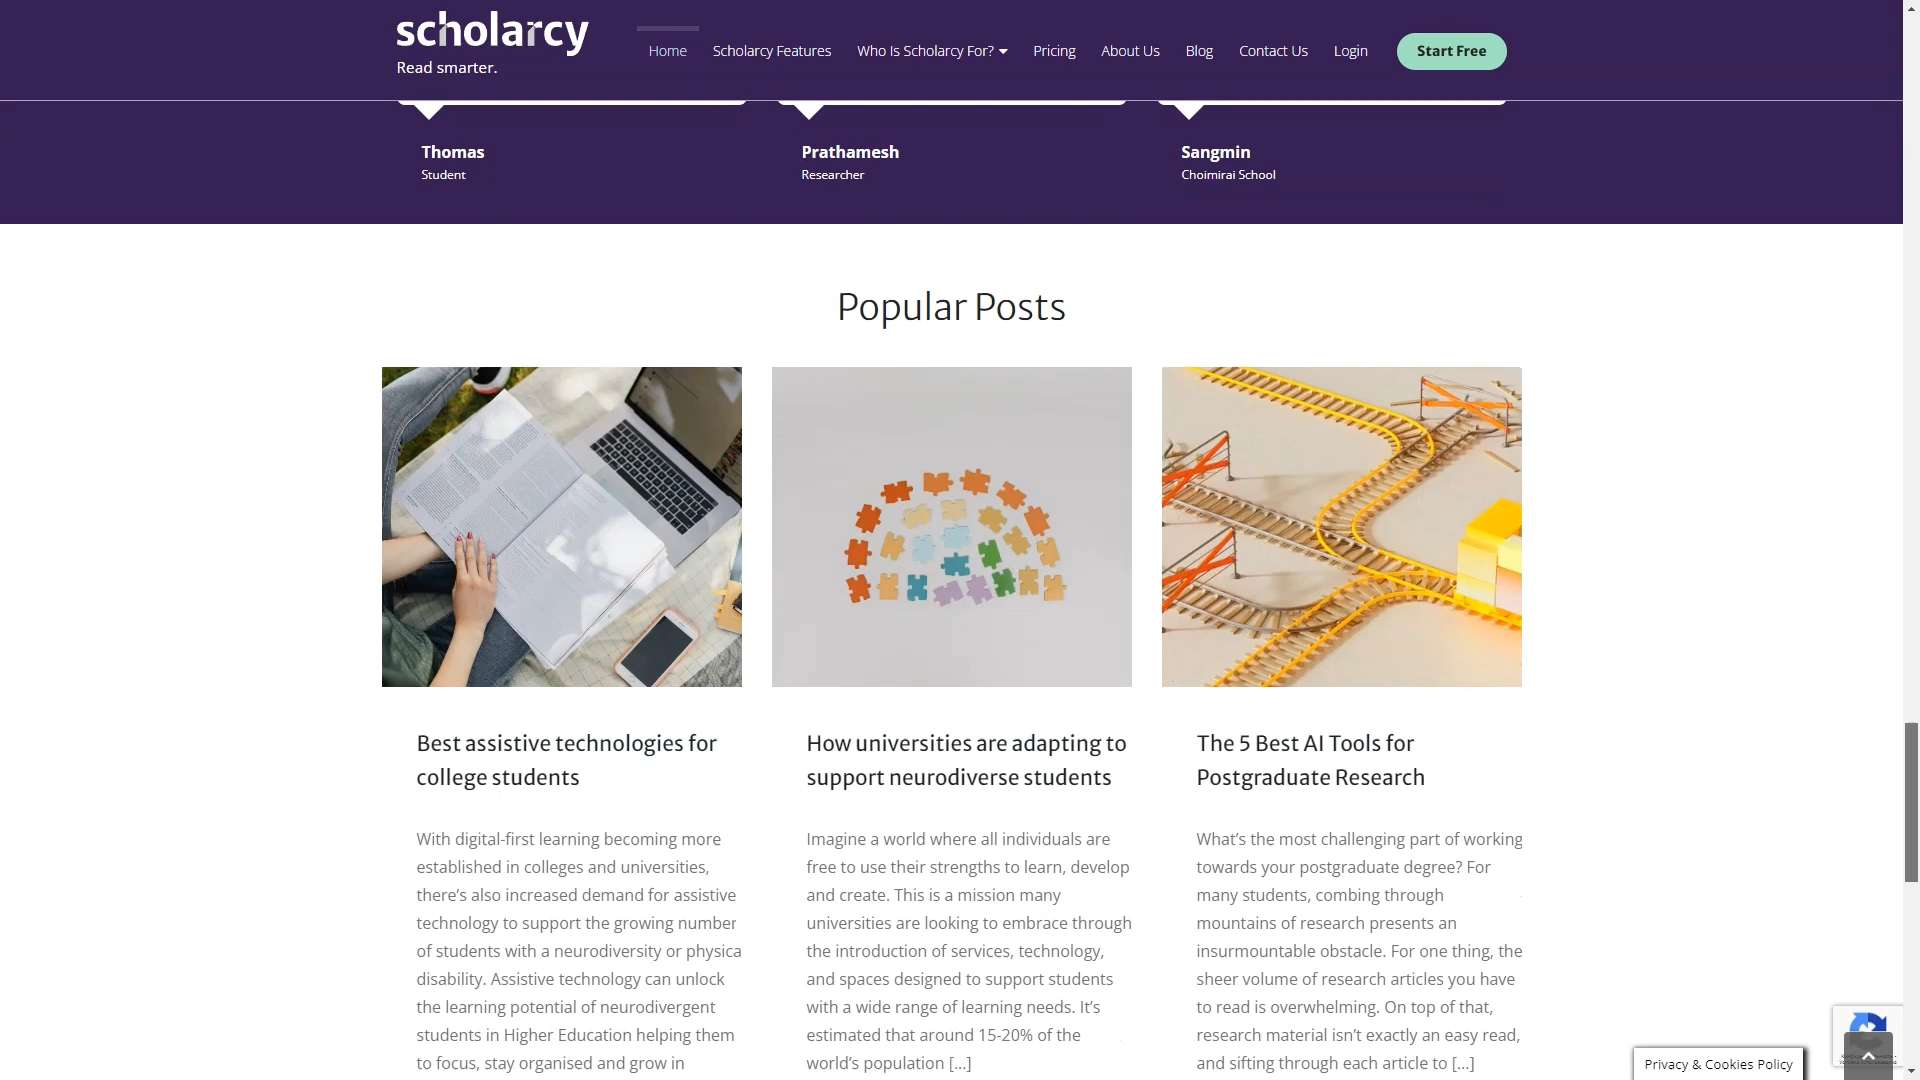 scholarcy
Read smarter.
Home
Scholarcy Features
Who Is Scholarcy For?
Pricing
About Us
Blog
Contact Us
Login
Start Free
Thomas
Student
Prathamesh
Researcher
Sangmin
Choimirai School
Popular Posts
Best assistive technologies for
college students
With digital-first learning becoming more
established in colleges and universities,
there’s also increased demand for assistive
technology to support the growing number
of students with a neurodiversity or physica
disability. Assistive technology can unlock
the learning potential of neurodivergent
students in Higher Education helping them
to focus, stay organised and grow in
How universities are adapting to
support neurodiverse students
Imagine a world where all individuals are
free to use their strengths to learn, develop
and create. This is a mission many
universities are looking to embrace through
the introduction of services, technology,
and spaces designed to support students
with a wide range of learning needs. It’s
estimated that around 15-20% of the
world’s population […]
The 5 Best AI Tools for
Postgraduate Research
What’s the most challenging part of working
towards your postgraduate degree? For
many students, combing through
mountains of research presents an
insurmountable obstacle. For one thing, the
sheer volume of research articles you have
to read is overwhelming. On top of that,
research material isn’t exactly an easy read,
and sifting through each article to […]
Privacy & Cookies Policy